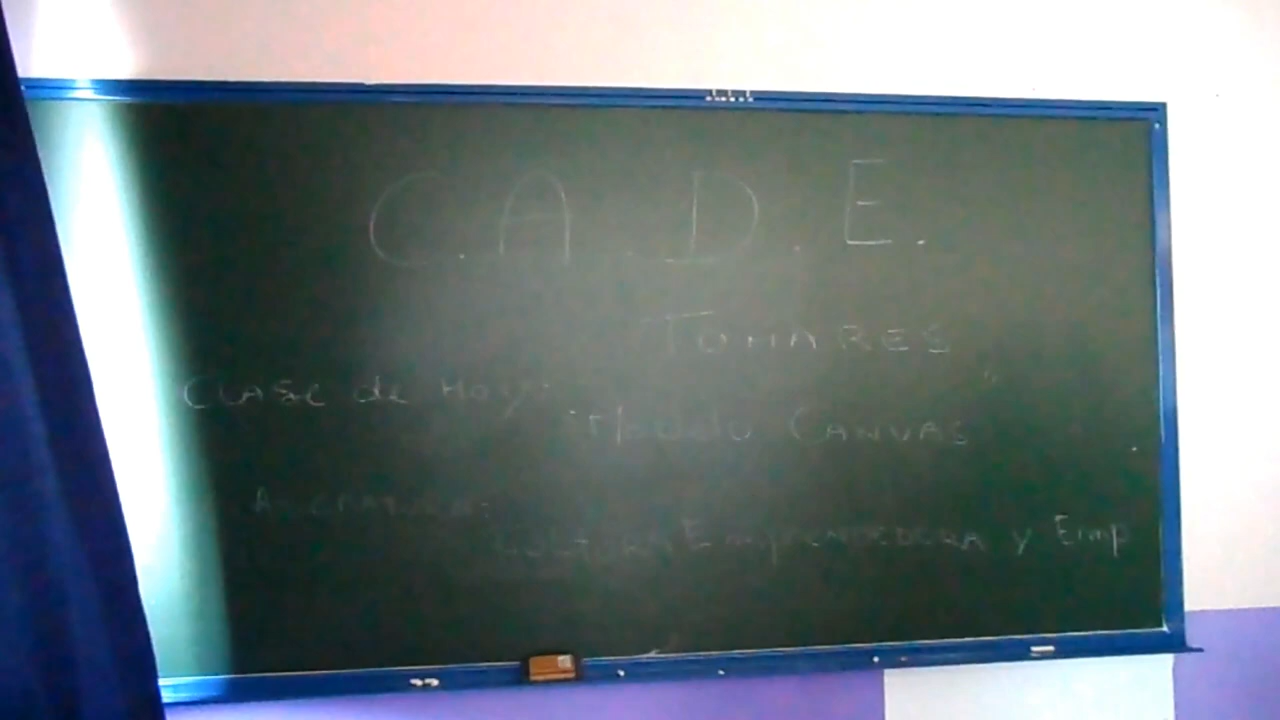 C.A.D.E.
TOMARES
CLASE de Hoy:
"Modelo CANVAS"
ASIGNATURA:
CULTURA EMPRENDEDORA y Emp